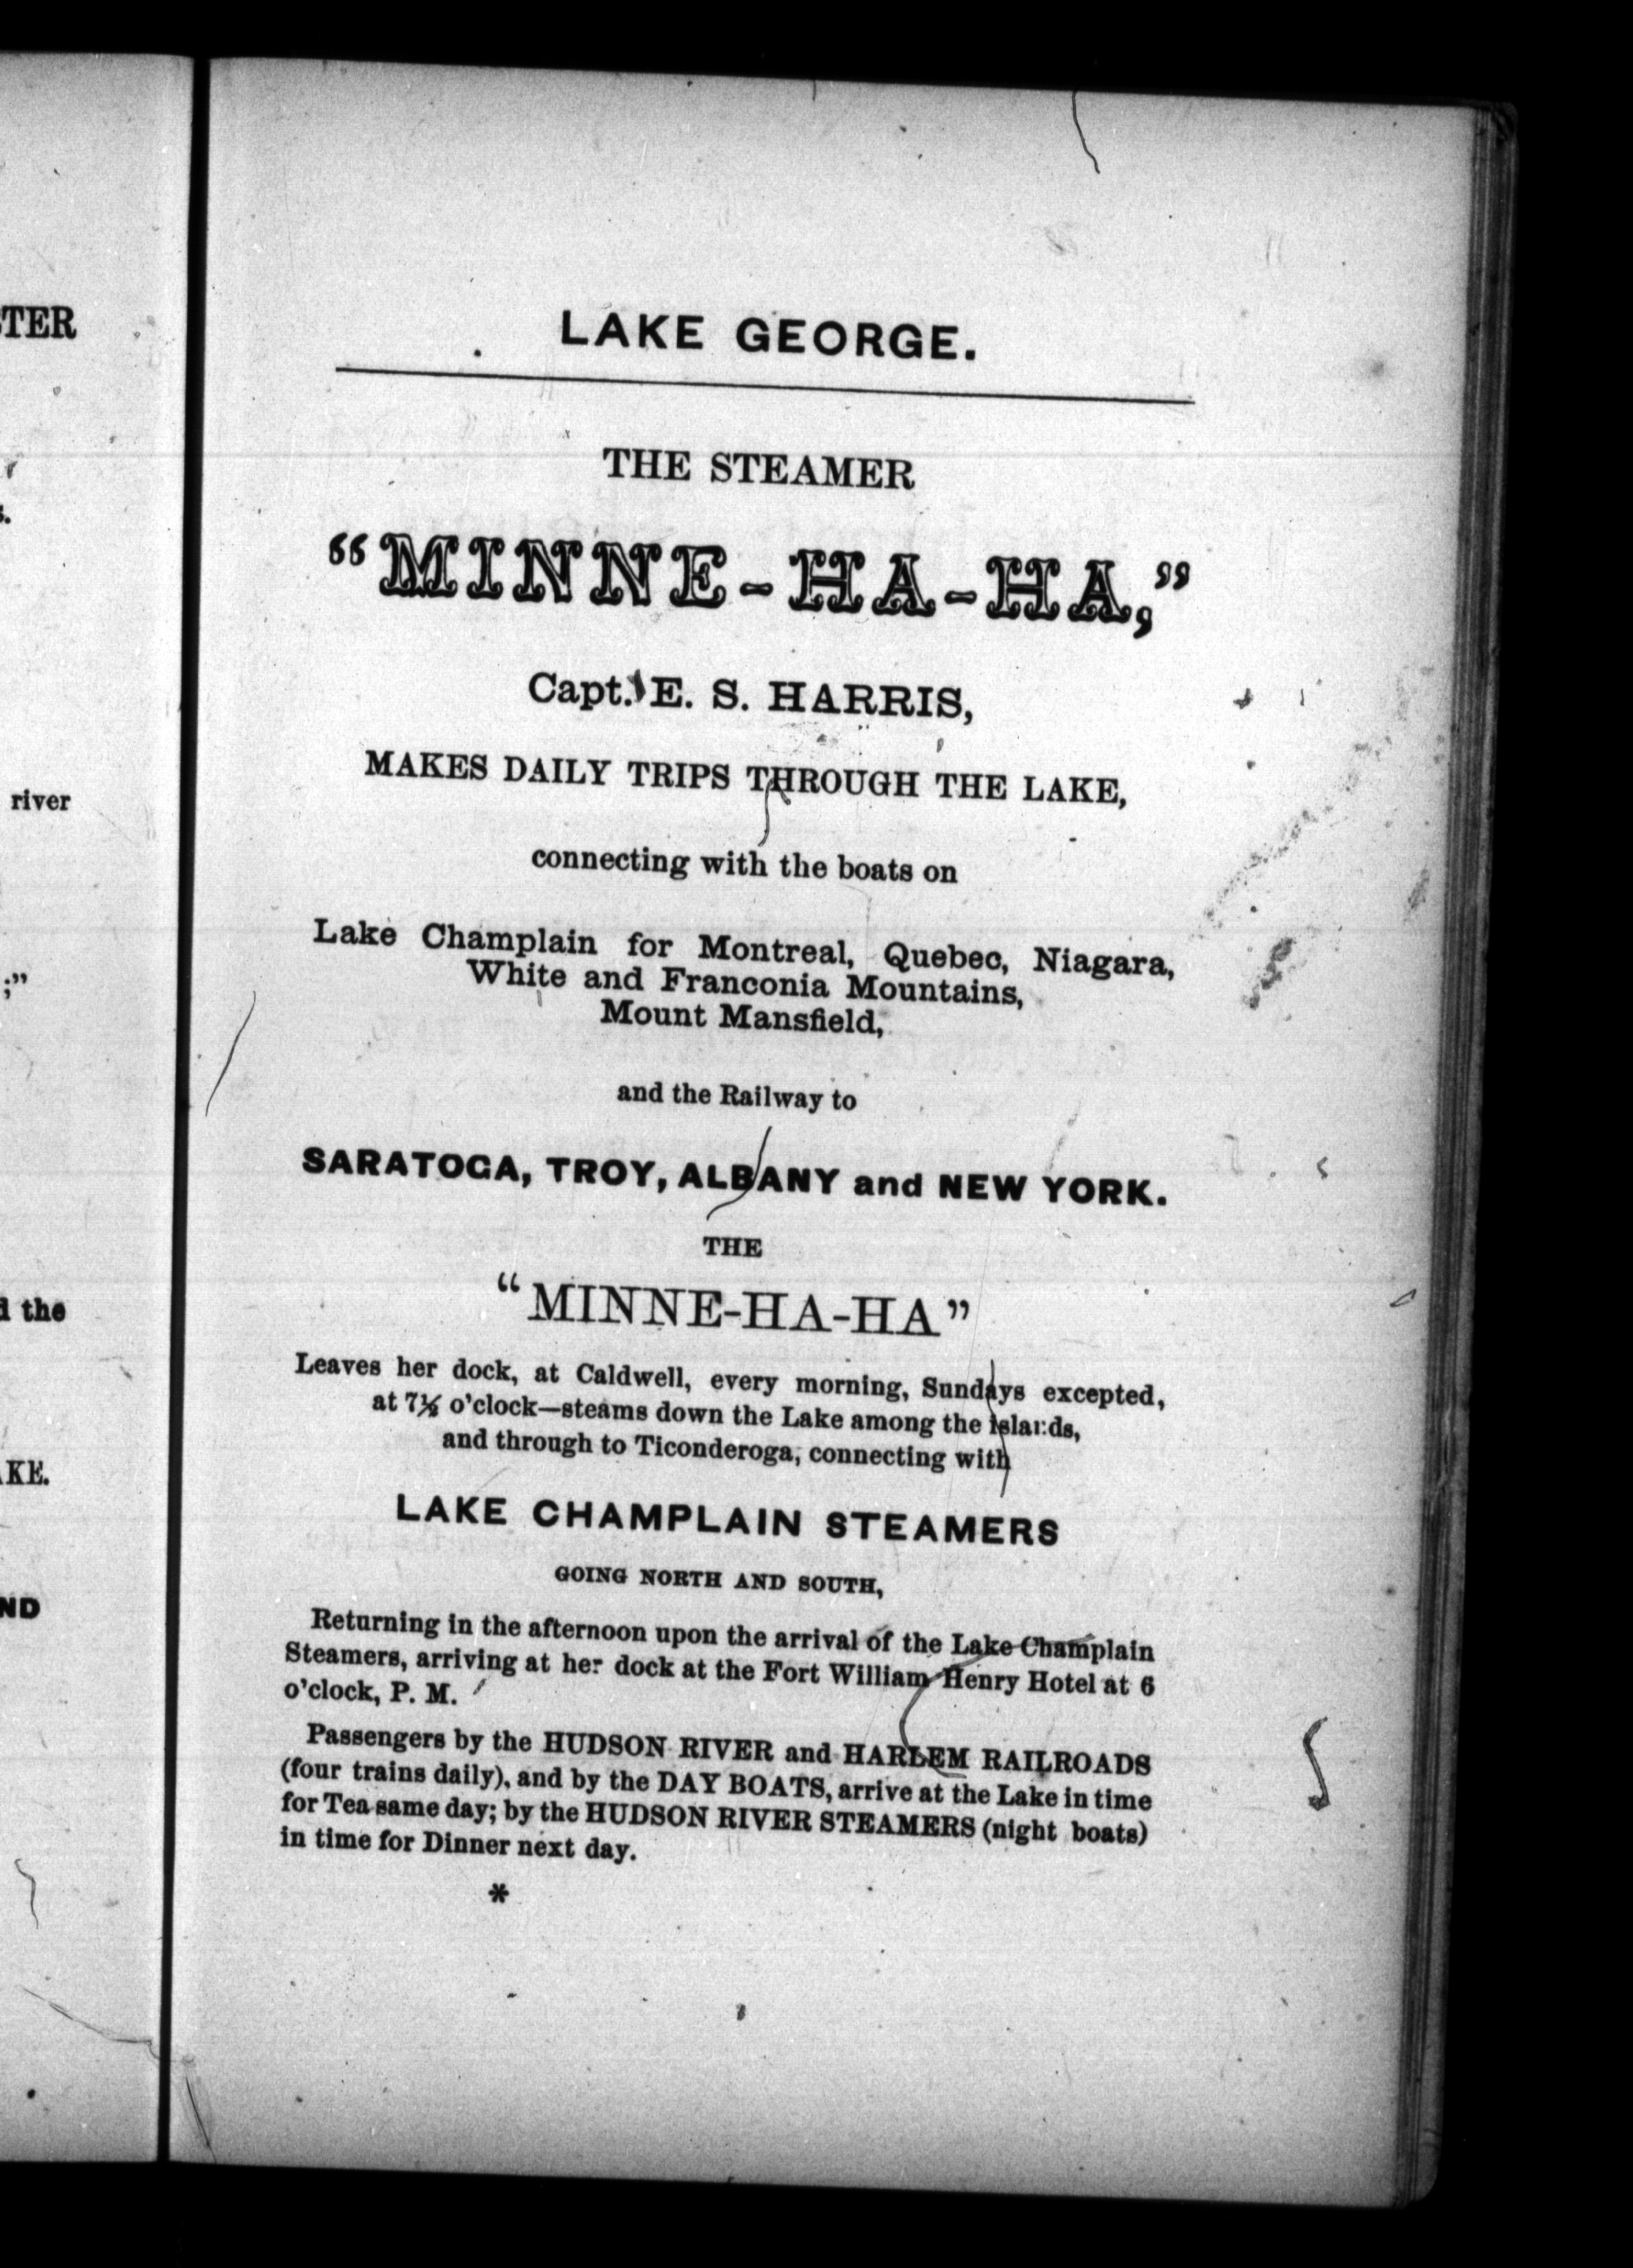 TER
river
;”
d the
KE.
ND
LAKE GEORGE.
THE STEAMER
“MINNE-HA-HA,”
Capt. E. S. HARRIS,
MAKES DAILY TRIPS THROUGH THE LAKE,
connecting with the boats on
Lake Champlain for Montreal, Quebec, Niagara,
White and Franconia Mountains,
Mount Mansfield,
and the Railway to
SARATOGA, TROY, ALBANY and NEW YORK.
THE
“MINNE-HA-HA”
Leaves her dock, at Caldwell, every morning, Sundays excepted,
at 7½ o’clock—steams down the Lake among the islands,
and through to Ticonderoga, connecting with
LAKE CHAMPLAIN STEAMERS
GOING NORTH AND SOUTH,
Returning in the afternoon upon the arrival of the Lake Champlain
Steamers, arriving at her dock at the Fort William Henry Hotel at 6
o’clock, P. M.
Passengers by the HUDSON RIVER and HARLEM RAILROADS
(four trains daily), and by the DAY BOATS, arrive at the Lake in time
for Tea same day; by the HUDSON RIVER STEAMERS (night boats)
in time for Dinner next day.
*